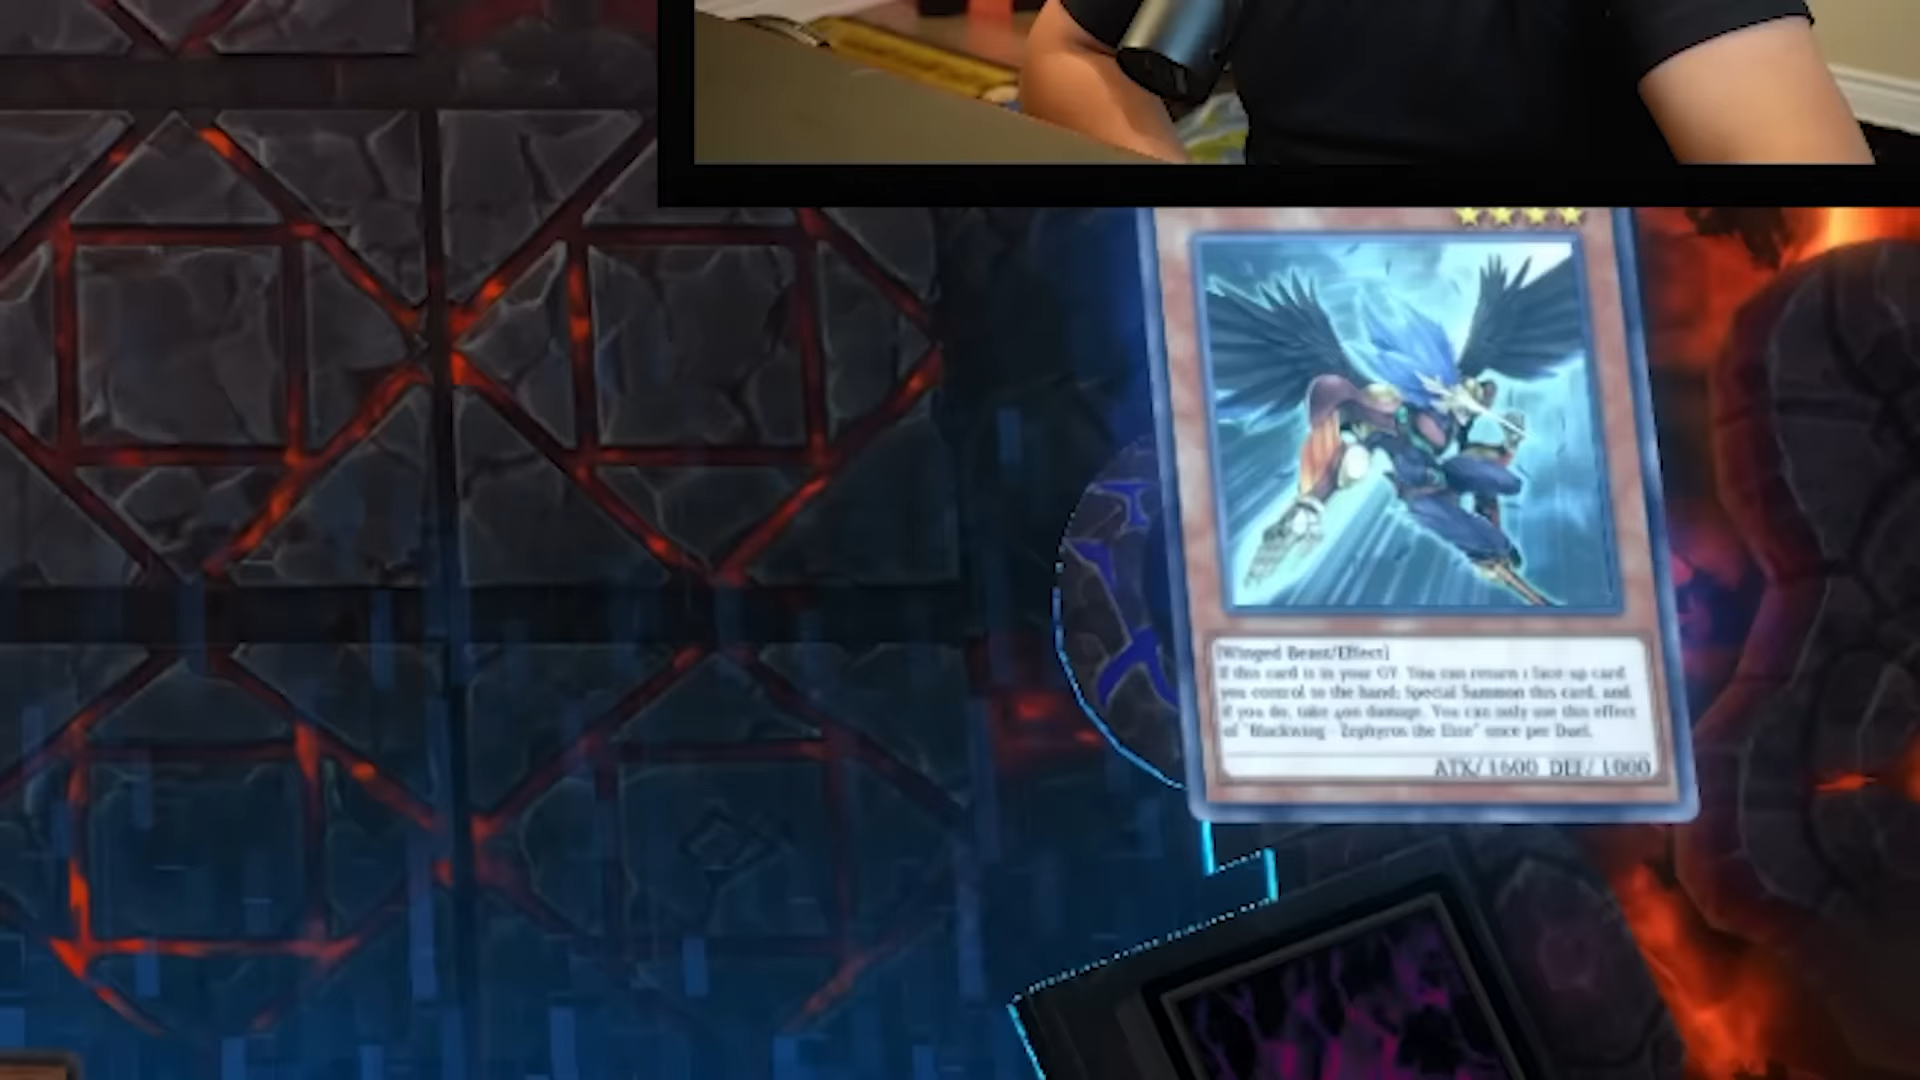 [Winged Beast/Effect]
If this card is in your GY: You can return 1 face-up card
you control to the hand; Special Summon this card, and
if you do, take 400 damage. You can only use this effect
of "Blackwing - Zephyros the Elite" once per Duel.
ATK/1600 DEF/1000